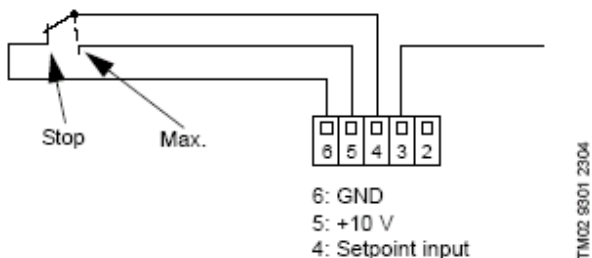 Stop
Max.
6 5 4 3 2
6: GND
5: +10 V
4: Setpoint input
TM02 9301 2304